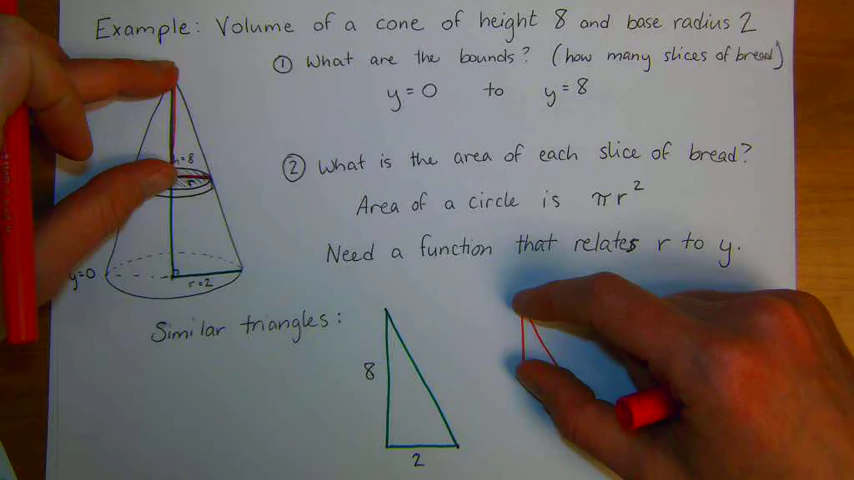 Example: Volume of a cone of height 8 and base radius 2
① What are the bounds? (how many slices of bread)
y=0 to y=8
h=8
② What is the area of each slice of bread?
r
Area of a circle is πr²
Need a function that relates r to y.
y=0
r=2
Similar triangles:
8
2